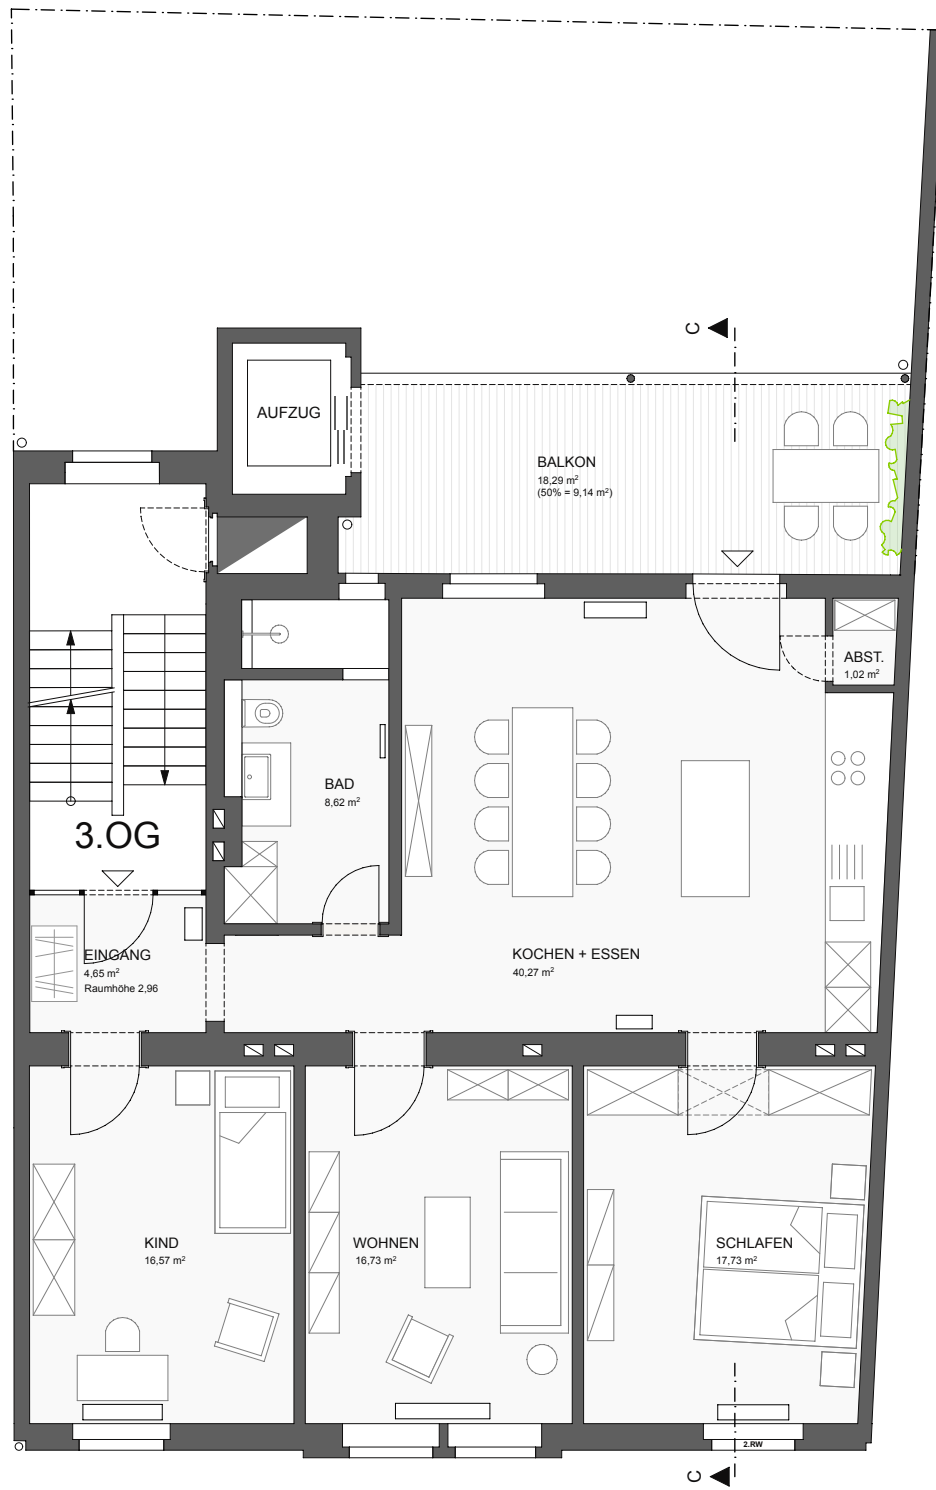 C
AUFZUG
BALKON
18,29 m²
(50% = 9,14 m²)
ABST.
1,02 m²
BAD
8,62 m²
3.OG
EINGANG
4,65 m²
Raumhöhe 2,96
KOCHEN + ESSEN
40,27 m²
KIND
16,57 m²
WOHNEN
16,73 m²
SCHLAFEN
17,73 m²
2.RW
C